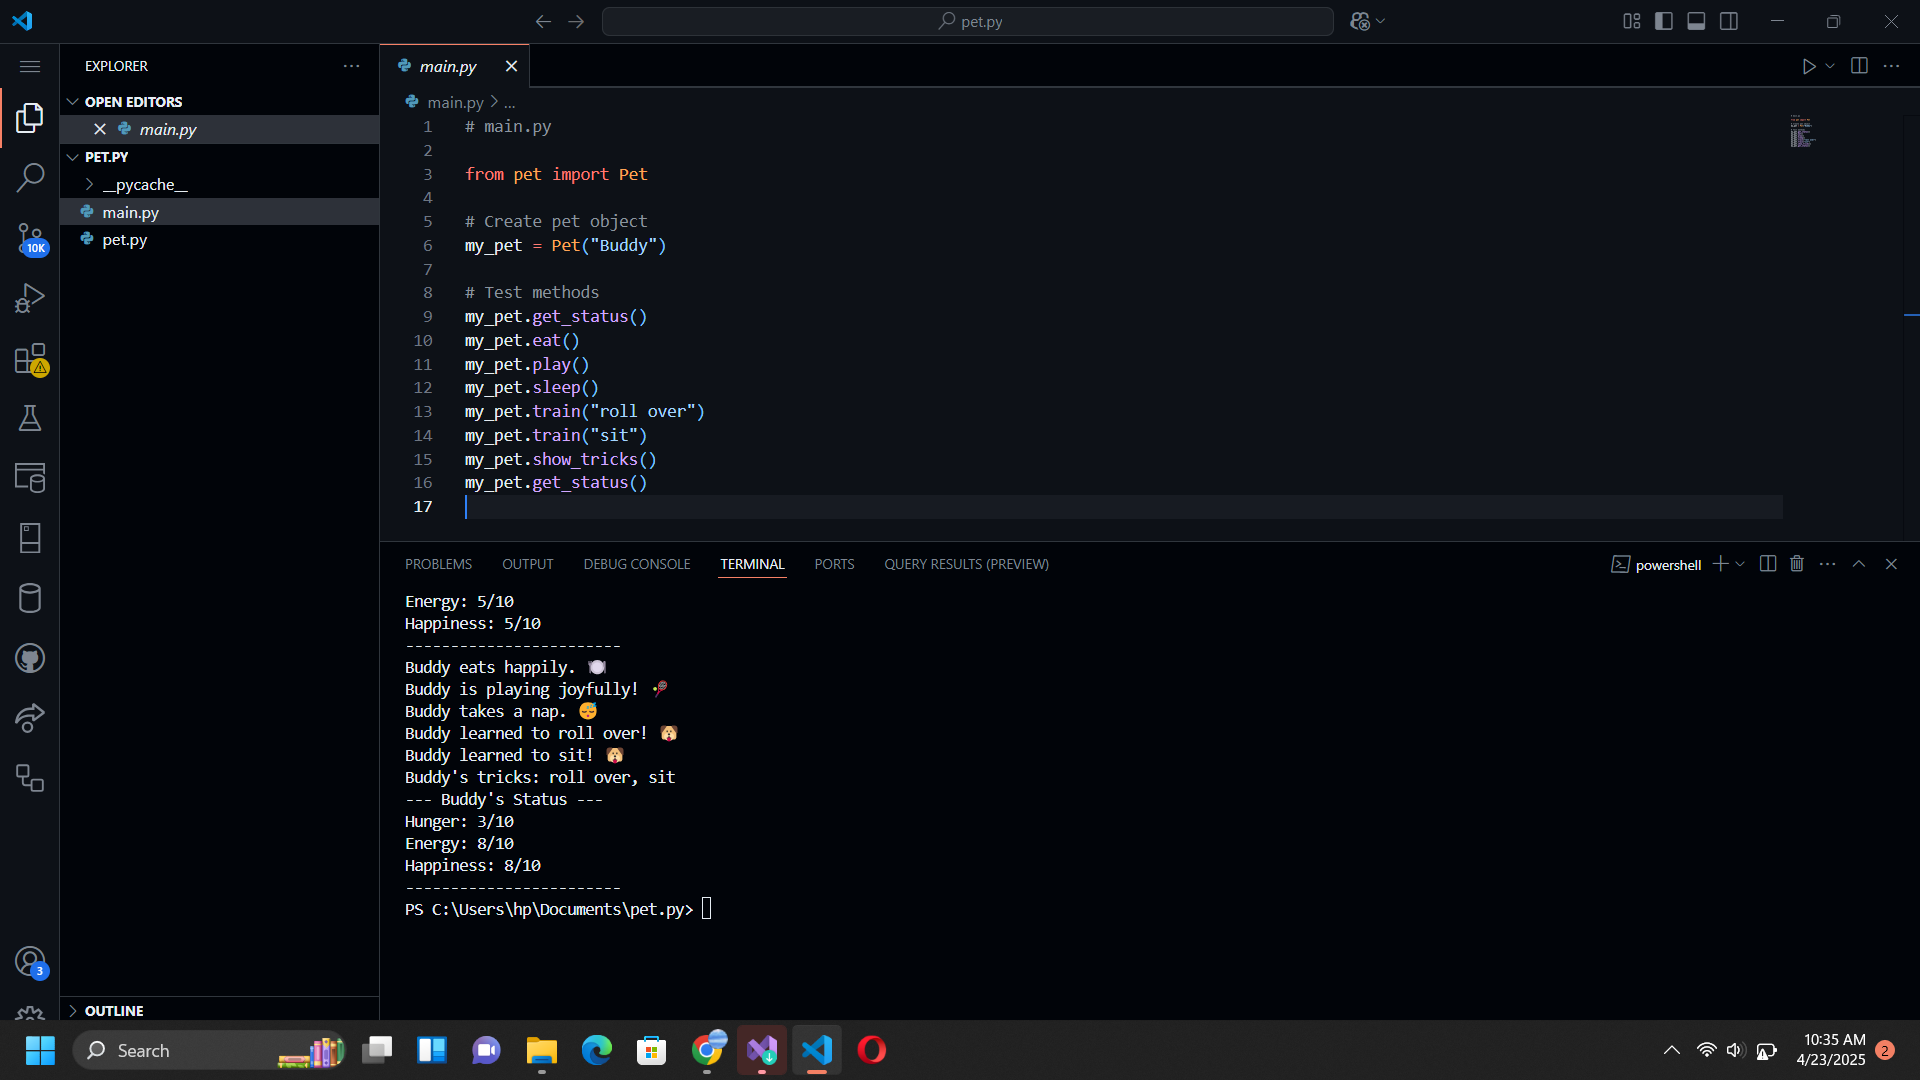 pet.py
EXPLORER
OPEN EDITORS
main.py
PET.PY
__pycache__
main.py
pet.py
10K
3
OUTLINE
main.py
main.py > ...
1 # main.py
2
3 from pet import Pet
4
5 # Create pet object
6 my_pet = Pet("Buddy")
7
8 # Test methods
9 my_pet.get_status()
10 my_pet.eat()
11 my_pet.play()
12 my_pet.sleep()
13 my_pet.train("roll over")
14 my_pet.train("sit")
15 my_pet.show_tricks()
16 my_pet.get_status()
17
PROBLEMS OUTPUT DEBUG CONSOLE TERMINAL PORTS QUERY RESULTS (PREVIEW) powershell
Energy: 5/10
Happiness: 5/10
------------------------
Buddy eats happily. 🍽️
Buddy is playing joyfully! 🎾
Buddy takes a nap. 😴
Buddy learned to roll over! 🐶
Buddy learned to sit! 🐶
Buddy's tricks: roll over, sit
--- Buddy's Status ---
Hunger: 3/10
Energy: 8/10
Happiness: 8/10
------------------------
PS C:\Users\hp\Documents\pet.py>
Search
10:35 AM
4/23/2025
2